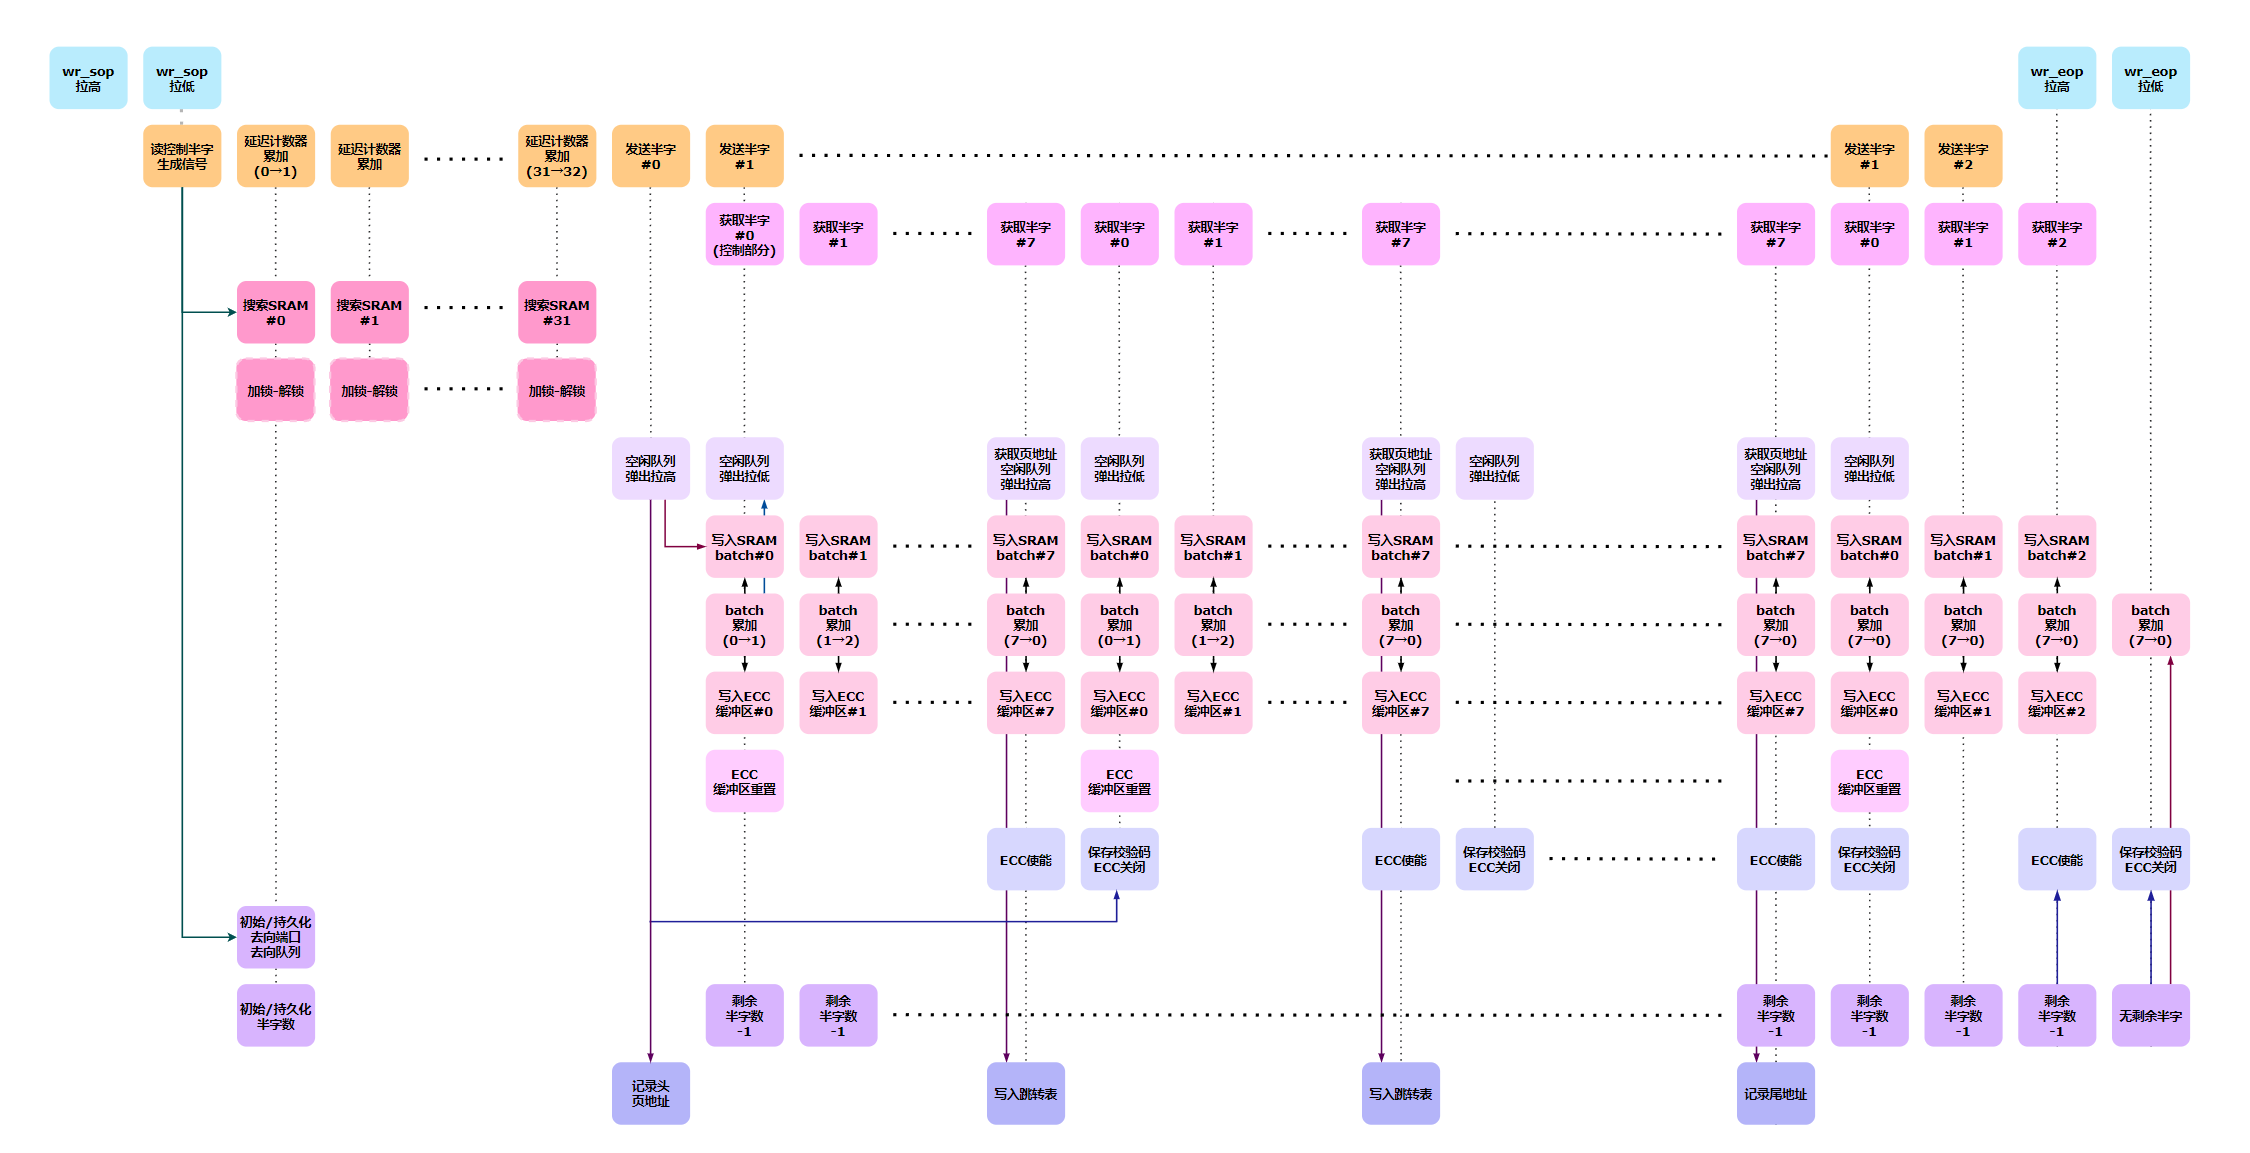 wr_sop
拉高
wr_sop
拉低
wr_eop
拉高
wr_eop
拉低
读控制半字
生成信号
延迟计数器
累加
(0→1)
延迟计数器
累加
延迟计数器
累加
(31→32)
发送半字
#0
发送半字
#1
发送半字
#1
发送半字
#2
获取半字
#0
(控制部分)
获取半字
#1
获取半字
#7
获取半字
#0
获取半字
#1
获取半字
#7
获取半字
#7
获取半字
#0
获取半字
#1
获取半字
#2
搜索SRAM
#0
搜索SRAM
#1
搜索SRAM
#31
加锁-解锁
加锁-解锁
加锁-解锁
空闲队列
弹出拉高
空闲队列
弹出拉低
获取页地址
空闲队列
弹出拉高
空闲队列
弹出拉低
获取页地址
空闲队列
弹出拉高
空闲队列
弹出拉低
获取页地址
空闲队列
弹出拉高
空闲队列
弹出拉低
写入SRAM
batch#0
写入SRAM
batch#1
写入SRAM
batch#7
写入SRAM
batch#0
写入SRAM
batch#1
写入SRAM
batch#7
写入SRAM
batch#7
写入SRAM
batch#0
写入SRAM
batch#1
写入SRAM
batch#2
batch
累加
(0→1)
batch
累加
(1→2)
batch
累加
(7→0)
batch
累加
(0→1)
batch
累加
(1→2)
batch
累加
(7→0)
batch
累加
(7→0)
batch
累加
(7→0)
batch
累加
(7→0)
batch
累加
(7→0)
batch
累加
(7→0)
写入ECC
缓冲区#0
写入ECC
缓冲区#1
写入ECC
缓冲区#7
写入ECC
缓冲区#0
写入ECC
缓冲区#1
写入ECC
缓冲区#7
写入ECC
缓冲区#7
写入ECC
缓冲区#0
写入ECC
缓冲区#1
写入ECC
缓冲区#2
ECC
缓冲区重置
ECC
缓冲区重置
ECC
缓冲区重置
ECC使能
保存校验码
ECC关闭
ECC使能
保存校验码
ECC关闭
ECC使能
保存校验码
ECC关闭
ECC使能
保存校验码
ECC关闭
初始/持久化
去向端口
去向队列
初始/持久化
半字数
剩余
半字数
-1
剩余
半字数
-1
剩余
半字数
-1
剩余
半字数
-1
剩余
半字数
-1
剩余
半字数
-1
无剩余半字
记录头
页地址
写入跳转表
写入跳转表
记录尾地址